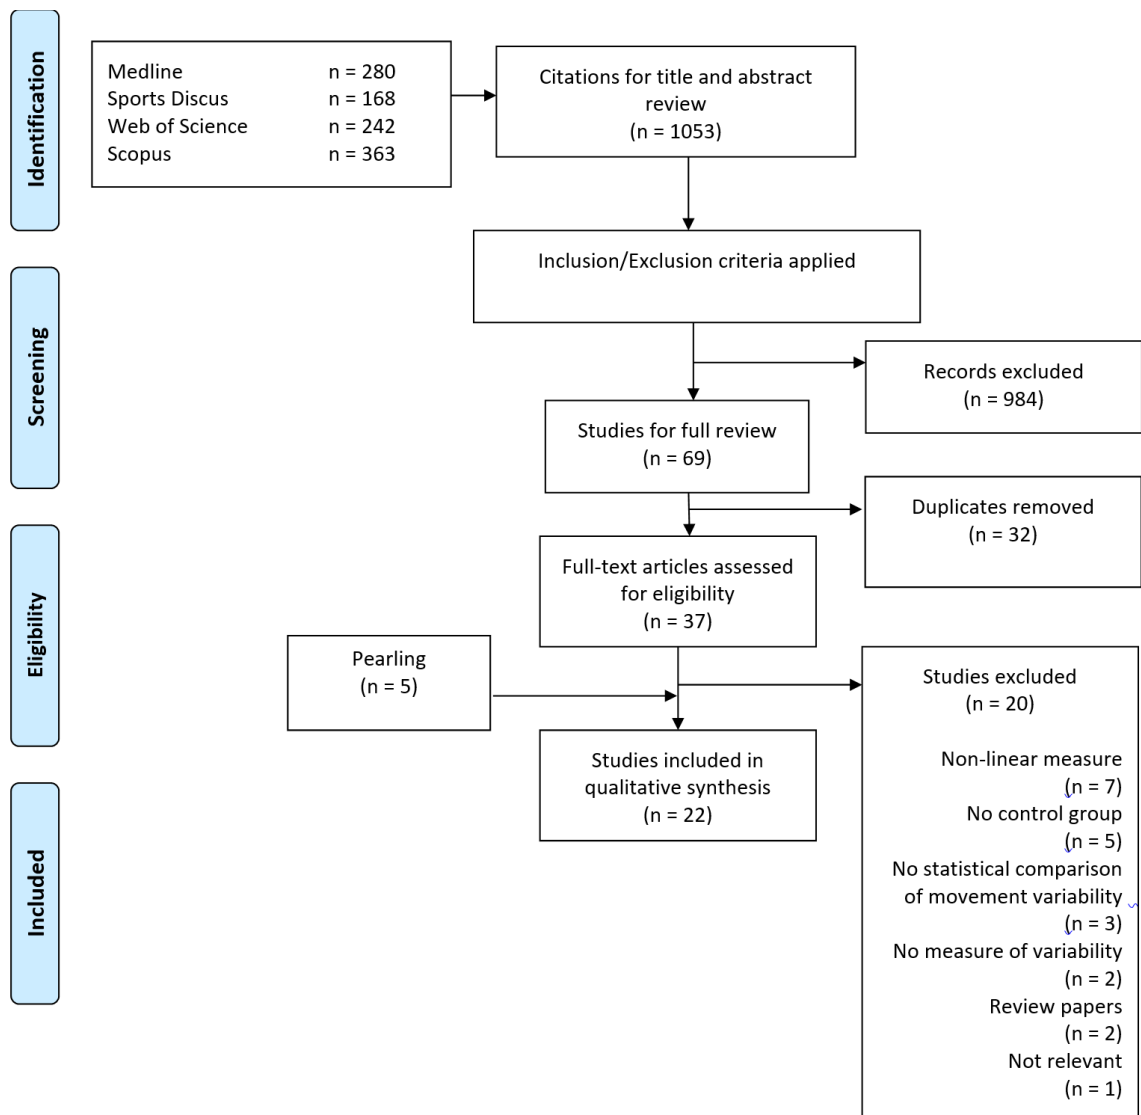 Identification
Medline n = 280
Sports Discus n = 168
Web of Science n = 242
Scopus n = 363
Citations for title and abstract
review
(n = 1053)
Inclusion/Exclusion criteria applied
Screening
Records excluded
(n = 984)
Studies for full review
(n = 69)
Duplicates removed
(n = 32)
Eligibility
Full-text articles assessed
for eligibility
(n = 37)
Pearling
(n = 5)
Studies excluded
(n = 20)
Non-linear measure
(n = 7)
No control group
(n = 5)
No statistical comparison
of movement variability
(n = 3)
No measure of variability
(n = 2)
Review papers
(n = 2)
Not relevant
(n = 1)
Included
Studies included in
qualitative synthesis
(n = 22)